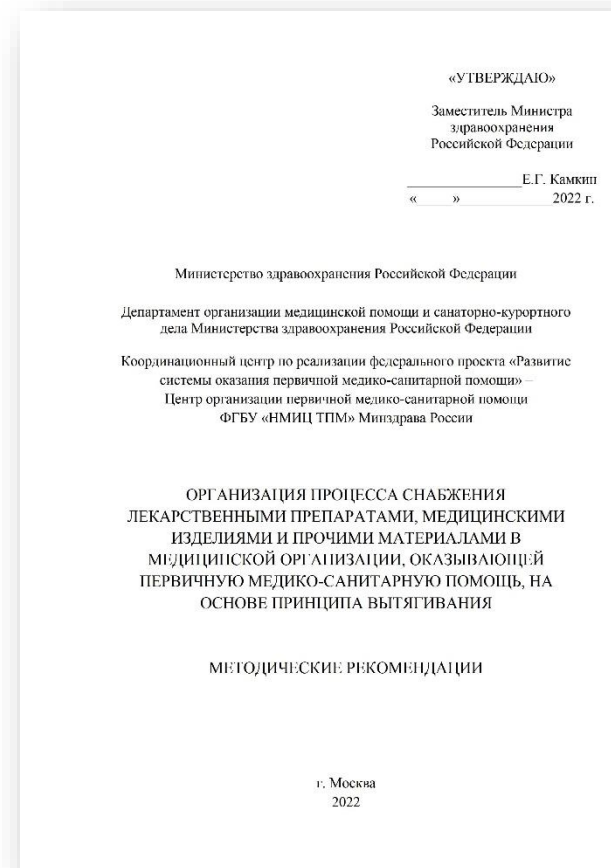 «УТВЕРЖДАЮ»
Заместитель Министра
здравоохранения
Российской Федерации
________________Е.Г. Камкин
«_____»_____________2022 г.
Министерство здравоохранения Российской Федерации
Департамент организации медицинской помощи и санаторно-курортного
дела Министерства здравоохранения Российской Федерации
Координационный центр по реализации федерального проекта «Развитие
системы оказания первичной медико-санитарной помощи» –
Центр организации первичной медико-санитарной помощи
ФГБУ «НМИЦ ТПМ» Минздрава России
ОРГАНИЗАЦИЯ ПРОЦЕССА СНАБЖЕНИЯ
ЛЕКАРСТВЕННЫМИ ПРЕПАРАТАМИ, МЕДИЦИНСКИМИ
ИЗДЕЛИЯМИ И ПРОЧИМИ МАТЕРИАЛАМИ В
МЕДИЦИНСКОЙ ОРГАНИЗАЦИИ, ОКАЗЫВАЮЩЕЙ
ПЕРВИЧНУЮ МЕДИКО-САНИТАРНУЮ ПОМОЩЬ, НА
ОСНОВЕ ПРИНЦИПА ВЫТЯГИВАНИЯ
МЕТОДИЧЕСКИЕ РЕКОМЕНДАЦИИ
г. Москва
2022